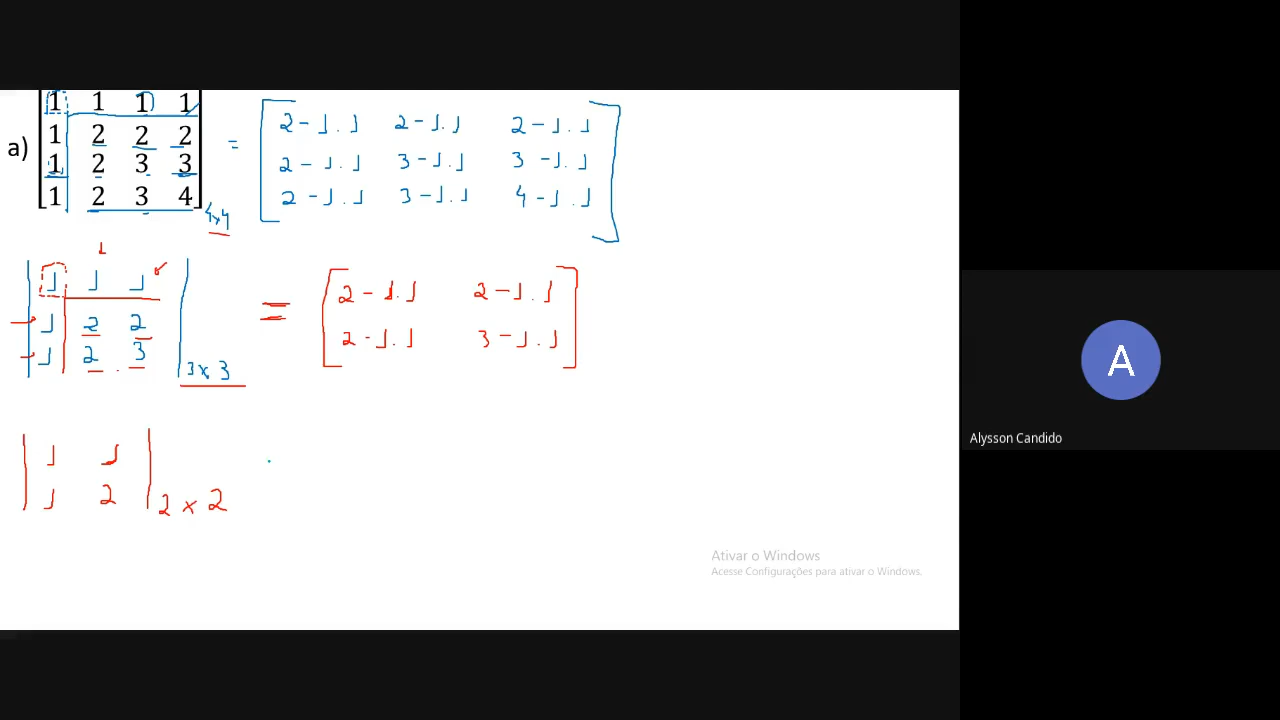 a)
1 1 1 1
1 2 2 2
1 2 3 3
1 2 3 4
4x4
=
2-1.1 2-1.1 2-1.1
2-1.1 3-1.1 3-1.1
2-1.1 3-1.1 4-1.1
1 1 1
1 2 2
1 2 3
3x3
=
2-1.1 2-1.1
2-1.1 3-1.1
1 1
1 2
2x2
A
Alysson Candido
Ativar o Windows
Acesse Configurações para ativar o Windows.